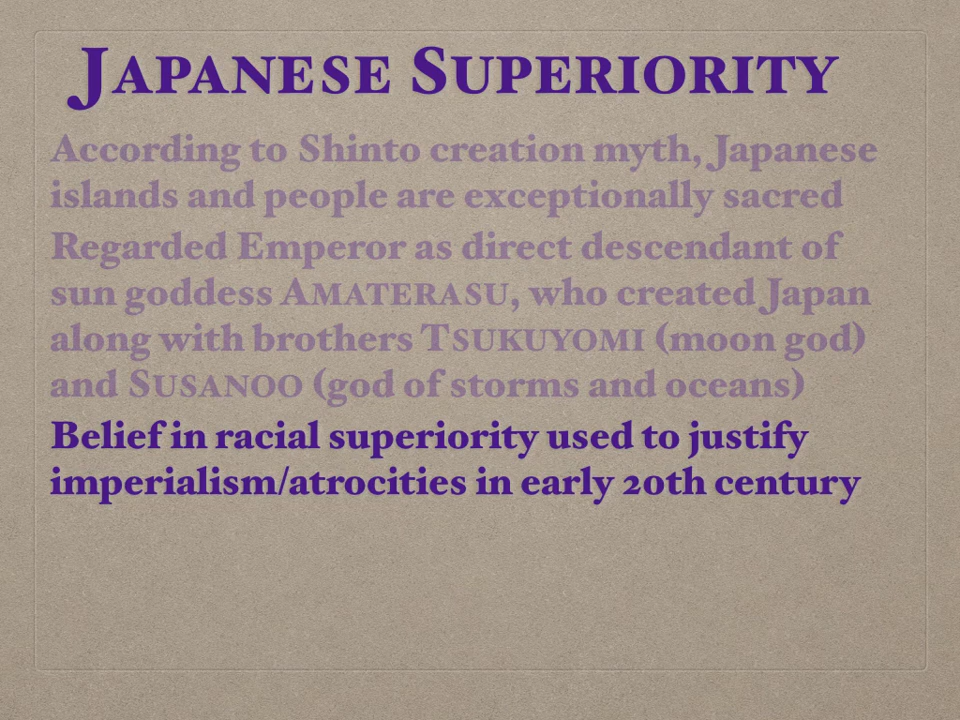 Japanese Superiority
According to Shinto creation myth, Japanese
islands and people are exceptionally sacred
Regarded Emperor as direct descendant of
sun goddess Amaterasu, who created Japan
along with brothers Tsukuyomi (moon god)
and Susanoo (god of storms and oceans)
Belief in racial superiority used to justify
imperialism/atrocities in early 20th century